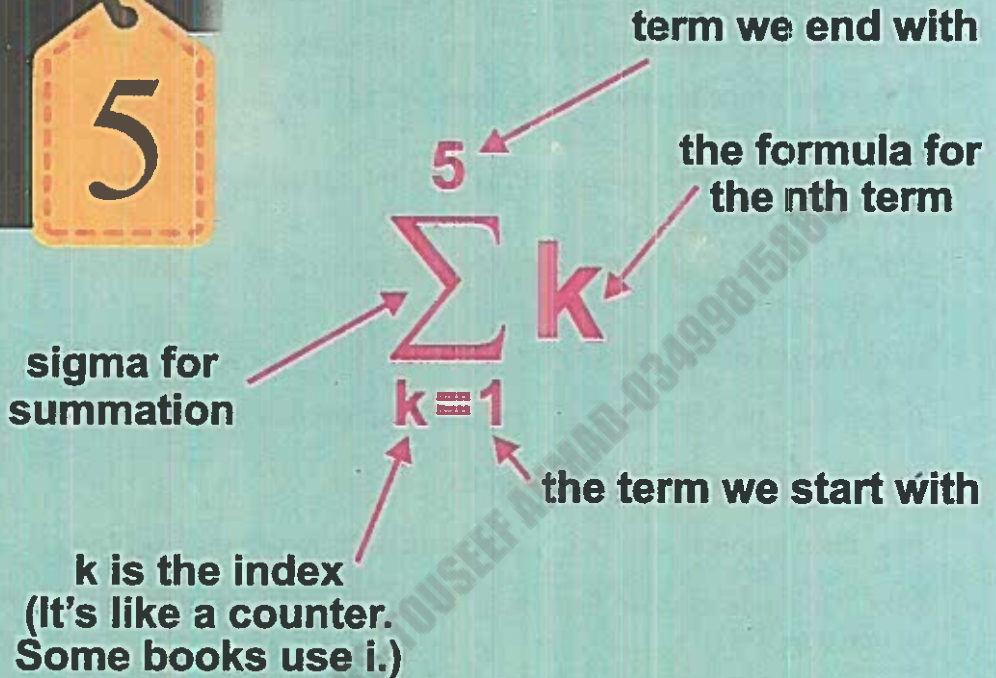 5
term we end with
5
the formula for
the nth term
∑ k
sigma for
summation
k = 1
the term we start with
k is the index
(It's like a counter.
Some books use i.)